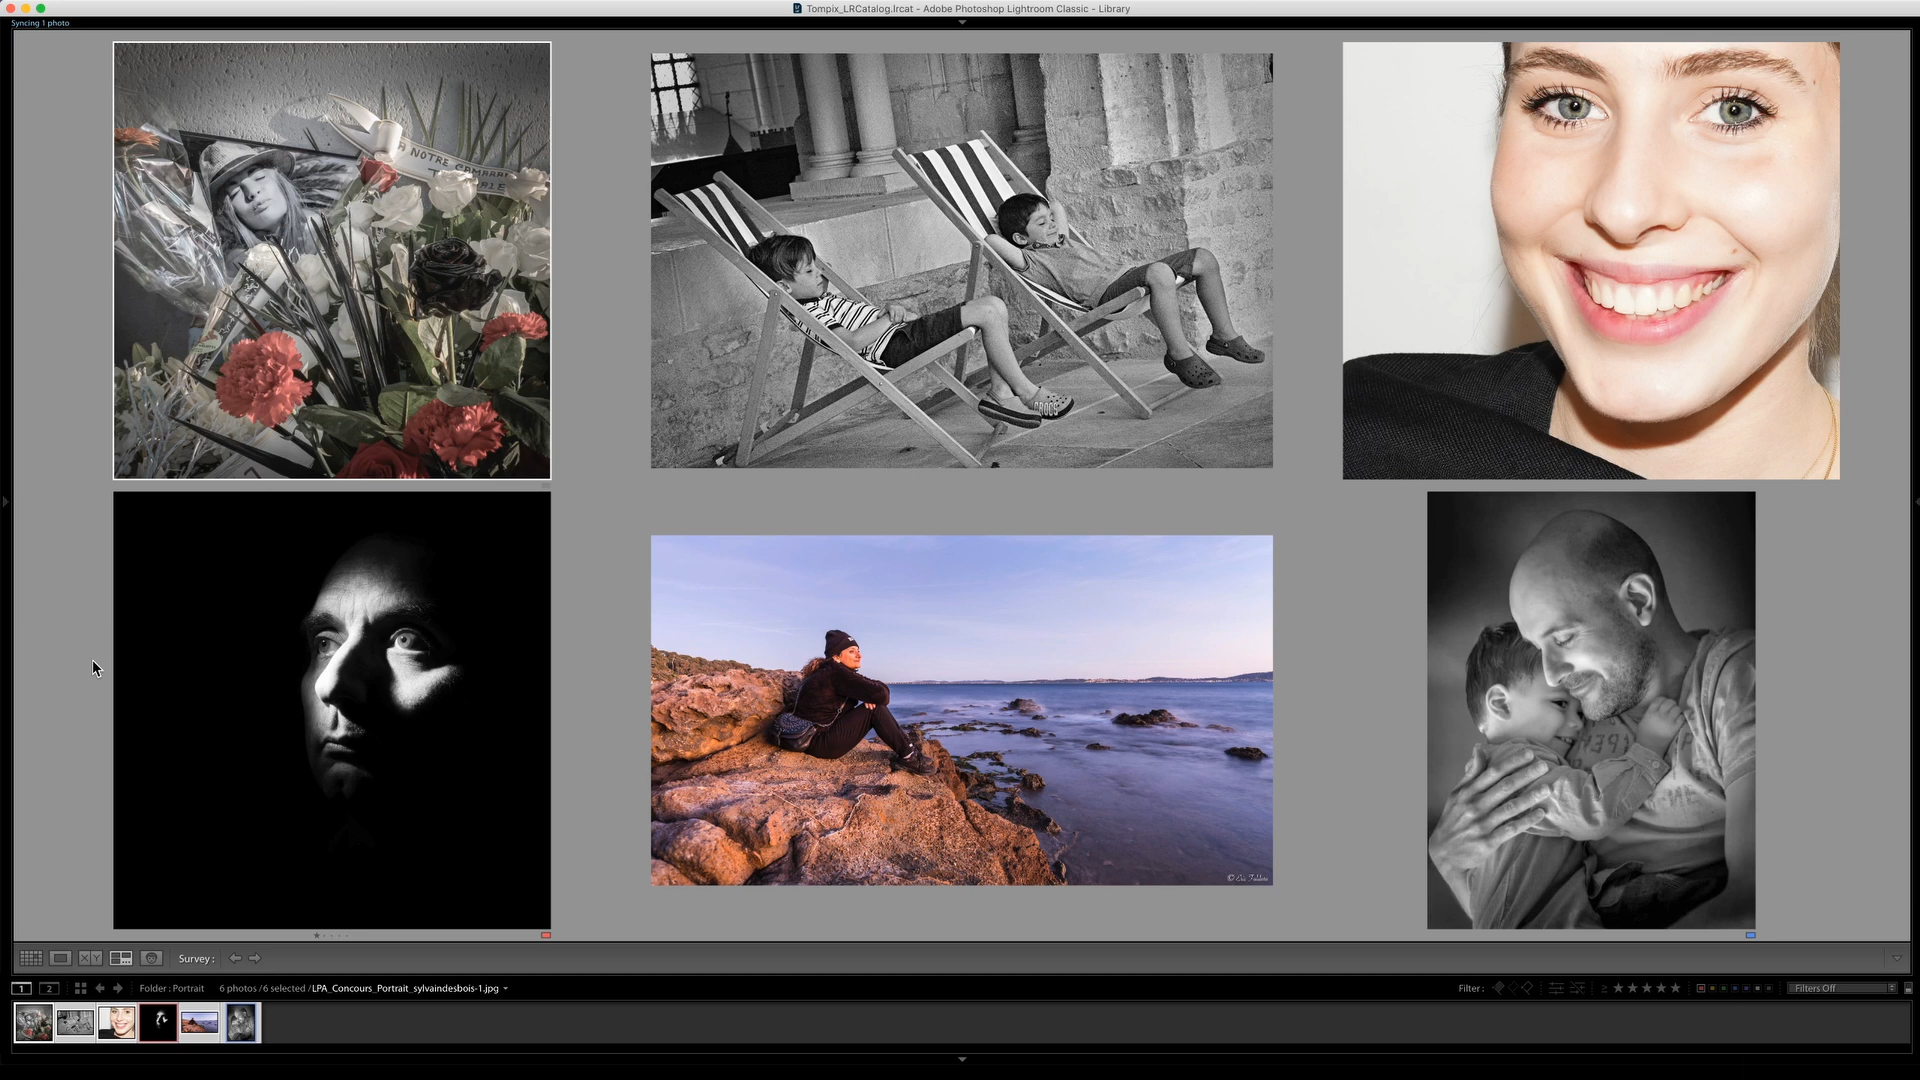 Tompix_LRCatalog.lrcat - Adobe Photoshop Lightroom Classic - Library
Syncing 1 photo
NOTRE
CROCS
Survey :
1 2 Folder : Portrait 6 photos / 6 selected / LPA_Concours_Portrait_sylvaindesbois-1.jpg
Filter : Filters Off